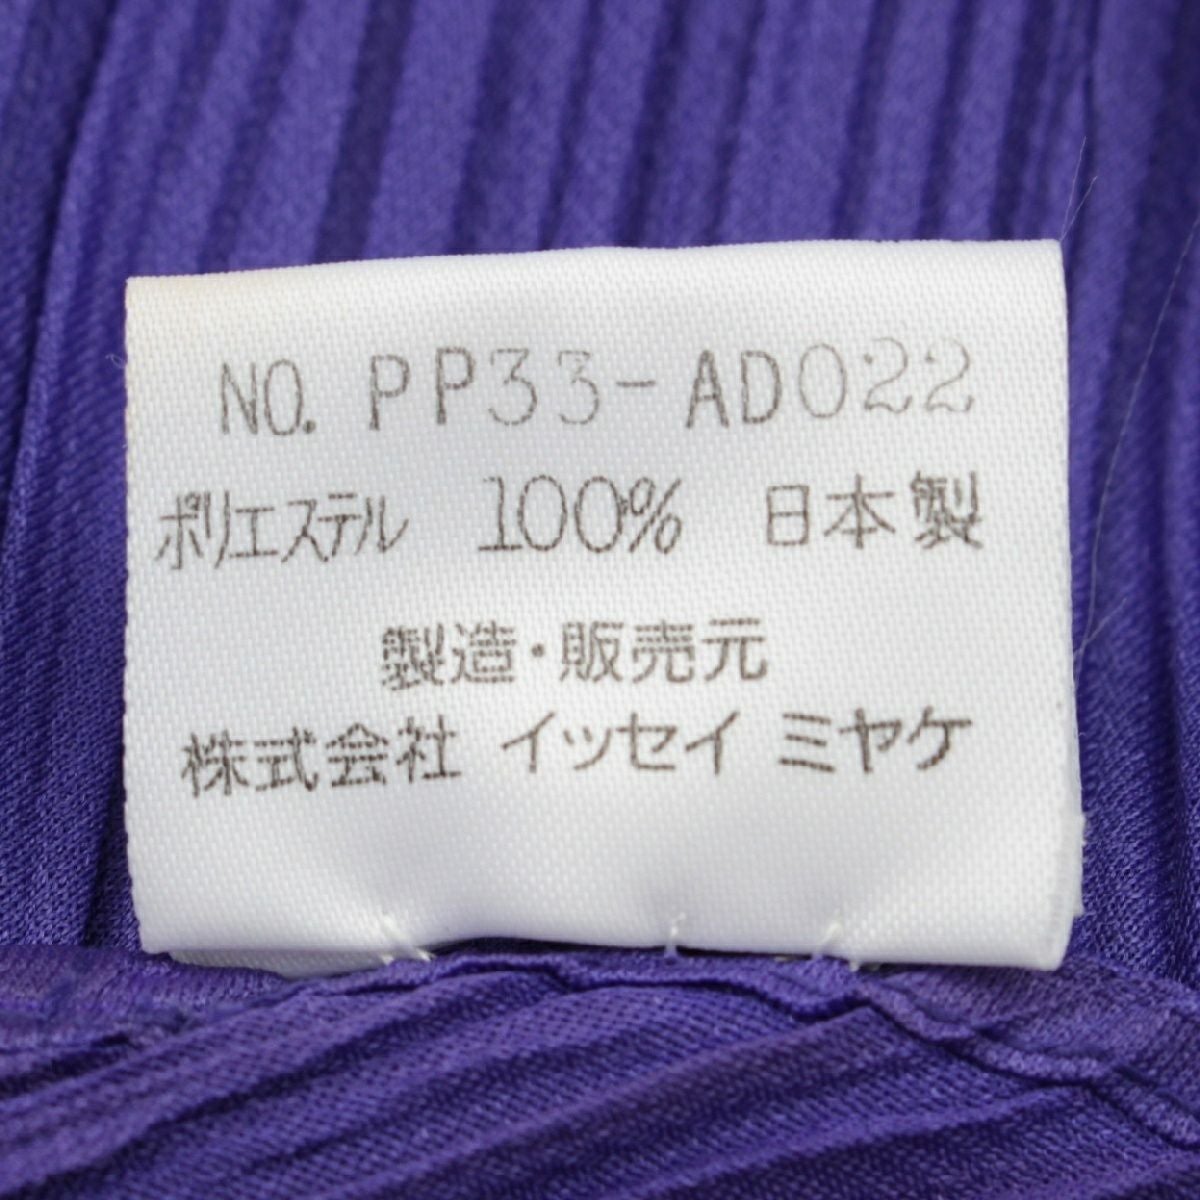 NO. PP33-AD022
ポリエステル 100% 日本製
製造・販売元
株式会社 イッセイ ミヤケ